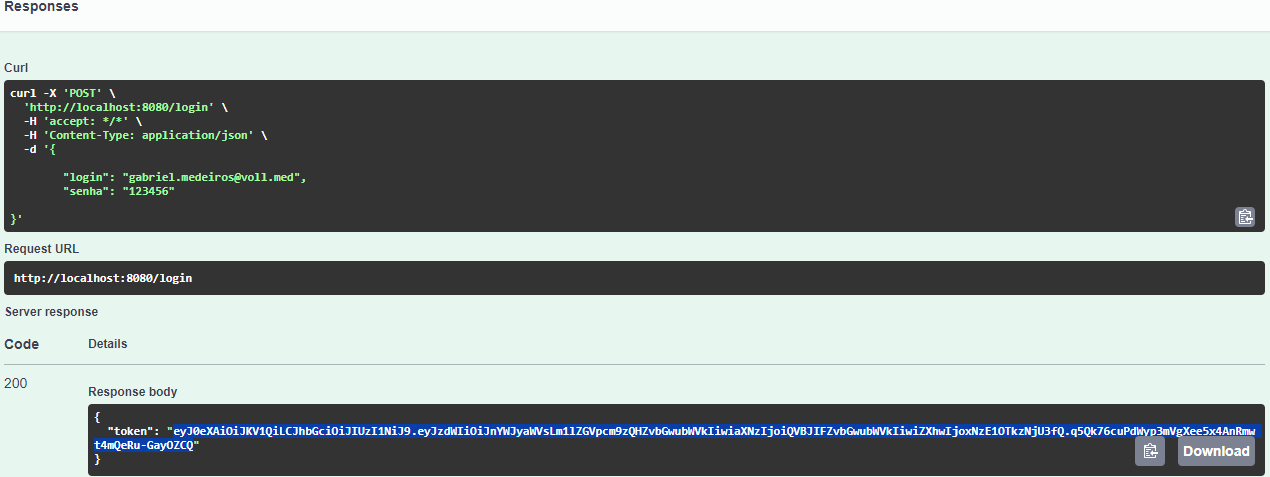 Responses
Curl
curl -X 'POST' \
'http://localhost:8080/login' \
-H 'accept: */*' \
-H 'Content-Type: application/json' \
-d '{
"login": "gabriel.medeiros@voll.med",
"senha": "123456"
}'
Request URL
http://localhost:8080/login
Server response
Code
Details
200
Response body
{
"token": "eyJ0eXAiOiJKV1QiLCJhbGciOiJIUzI1NiJ9.eyJzdWIiOiJnYWJyaWVsLm1lZGVpcm9zQHZvbGwubWVkIiwiaXNzIjoiQVBJIFZvbGwubWVkIiwiZXhwIjoxNzE1OTkzNjU3fQ.q5Qk76cuPdWyp3mVgXee5x4AnRmw
t4mQeRu-GayOZCQ"
}
Download